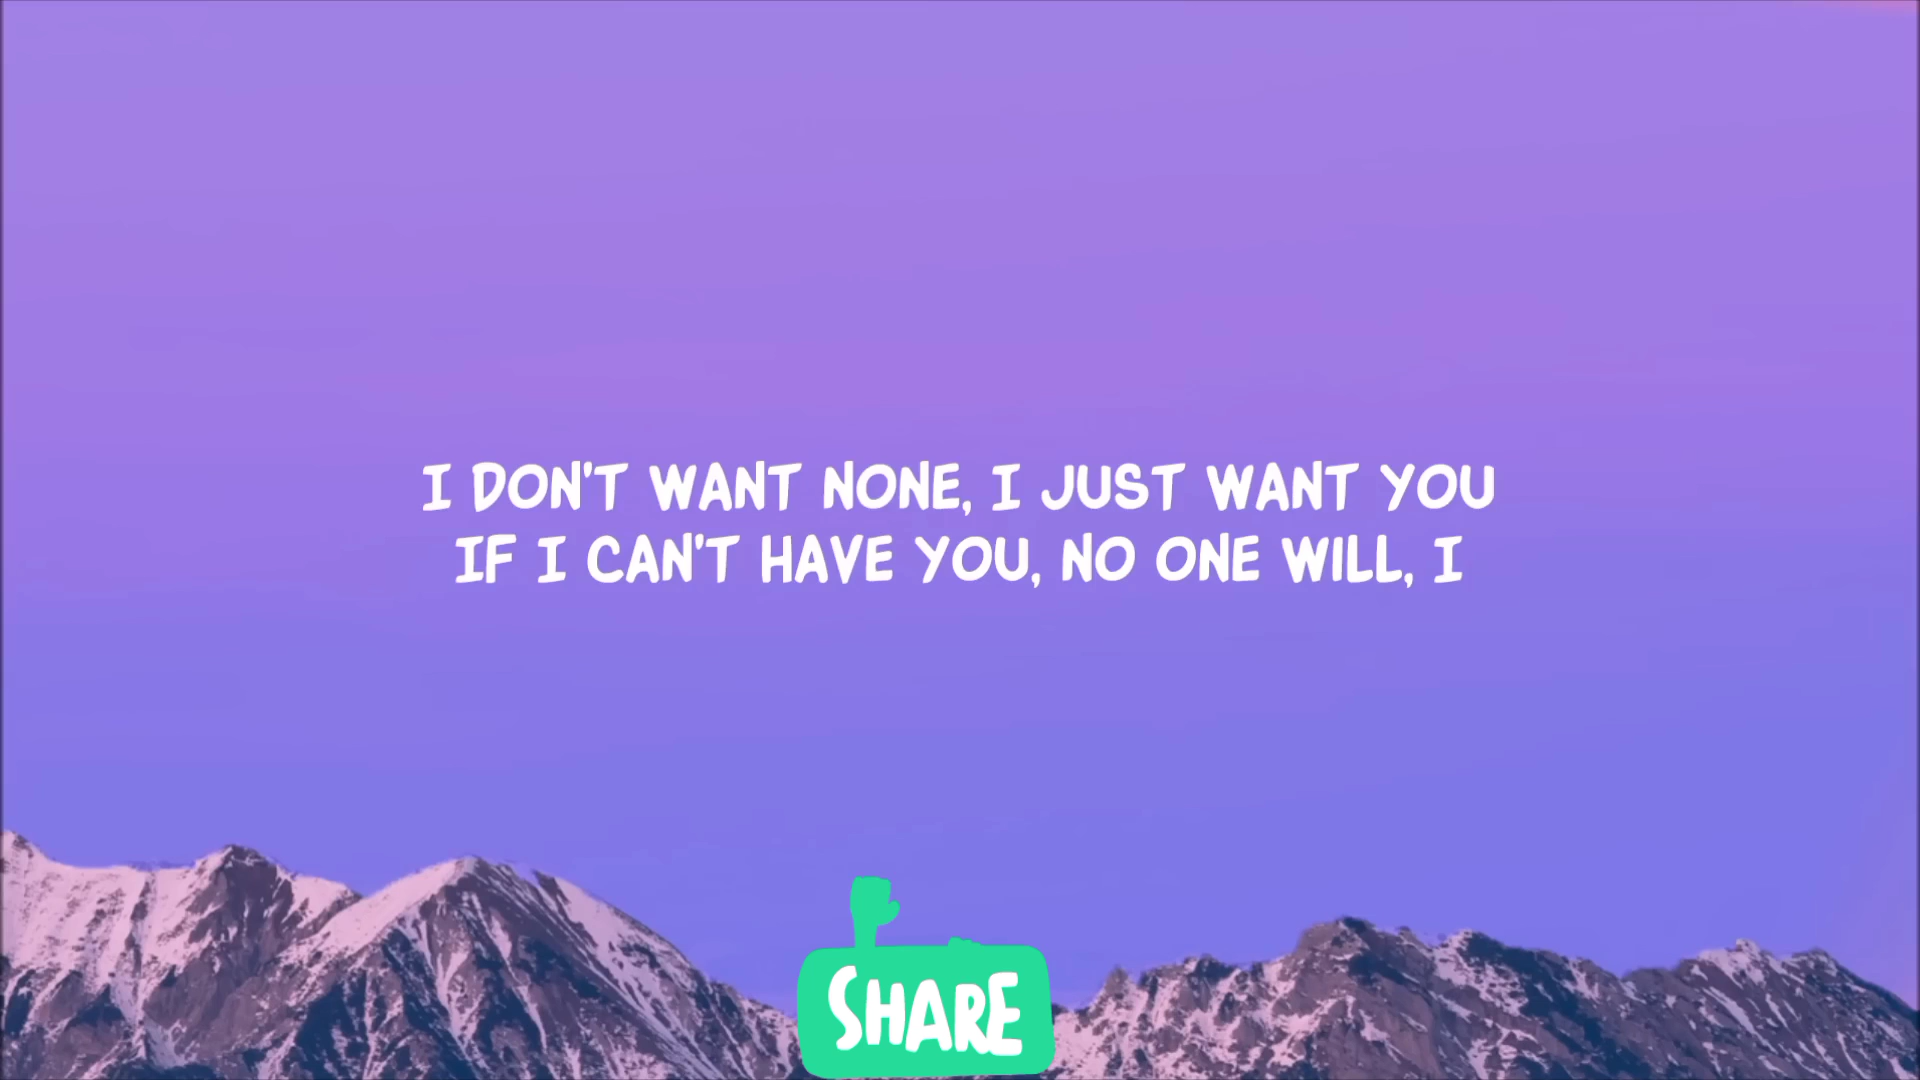 I DON'T WANT NONE, I JUST WANT YOU
IF I CAN'T HAVE YOU, NO ONE WILL, I
SHARE